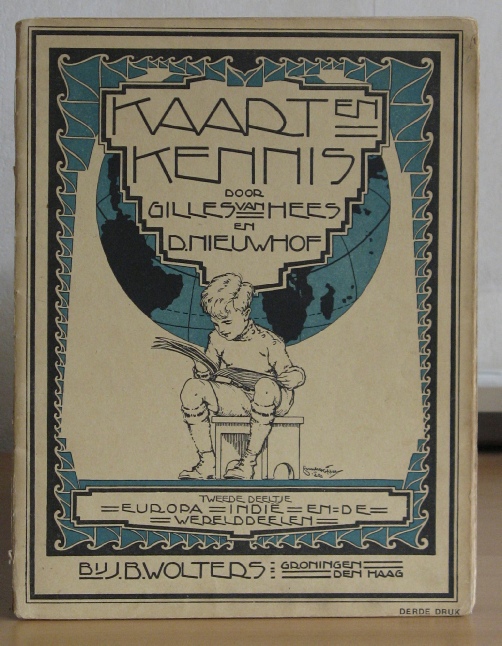 KAART EN
KENNIS
DOOR
GILLES VAN HEES
EN
D. NIEUWHOF
TWEEDE DEELTJE
EUROPA = INDIË = EN = DE
WERELDDEELEN
BIJ J.B. WOLTERS: GRONINGEN
DEN HAAG
DERDE DRUK